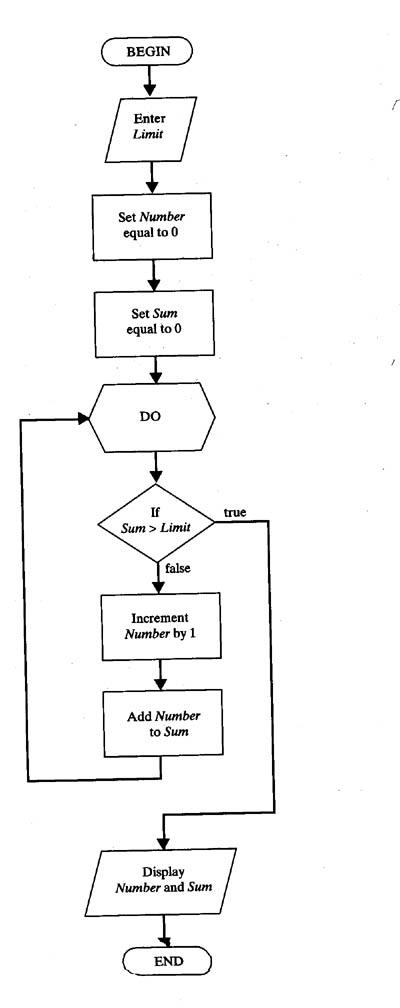 BEGIN
Enter
Limit
Set Number
equal to 0
Set Sum
equal to 0
DO
If
Sum > Limit
true
false
Increment
Number by 1
Add Number
to Sum
Display
Number and Sum
END